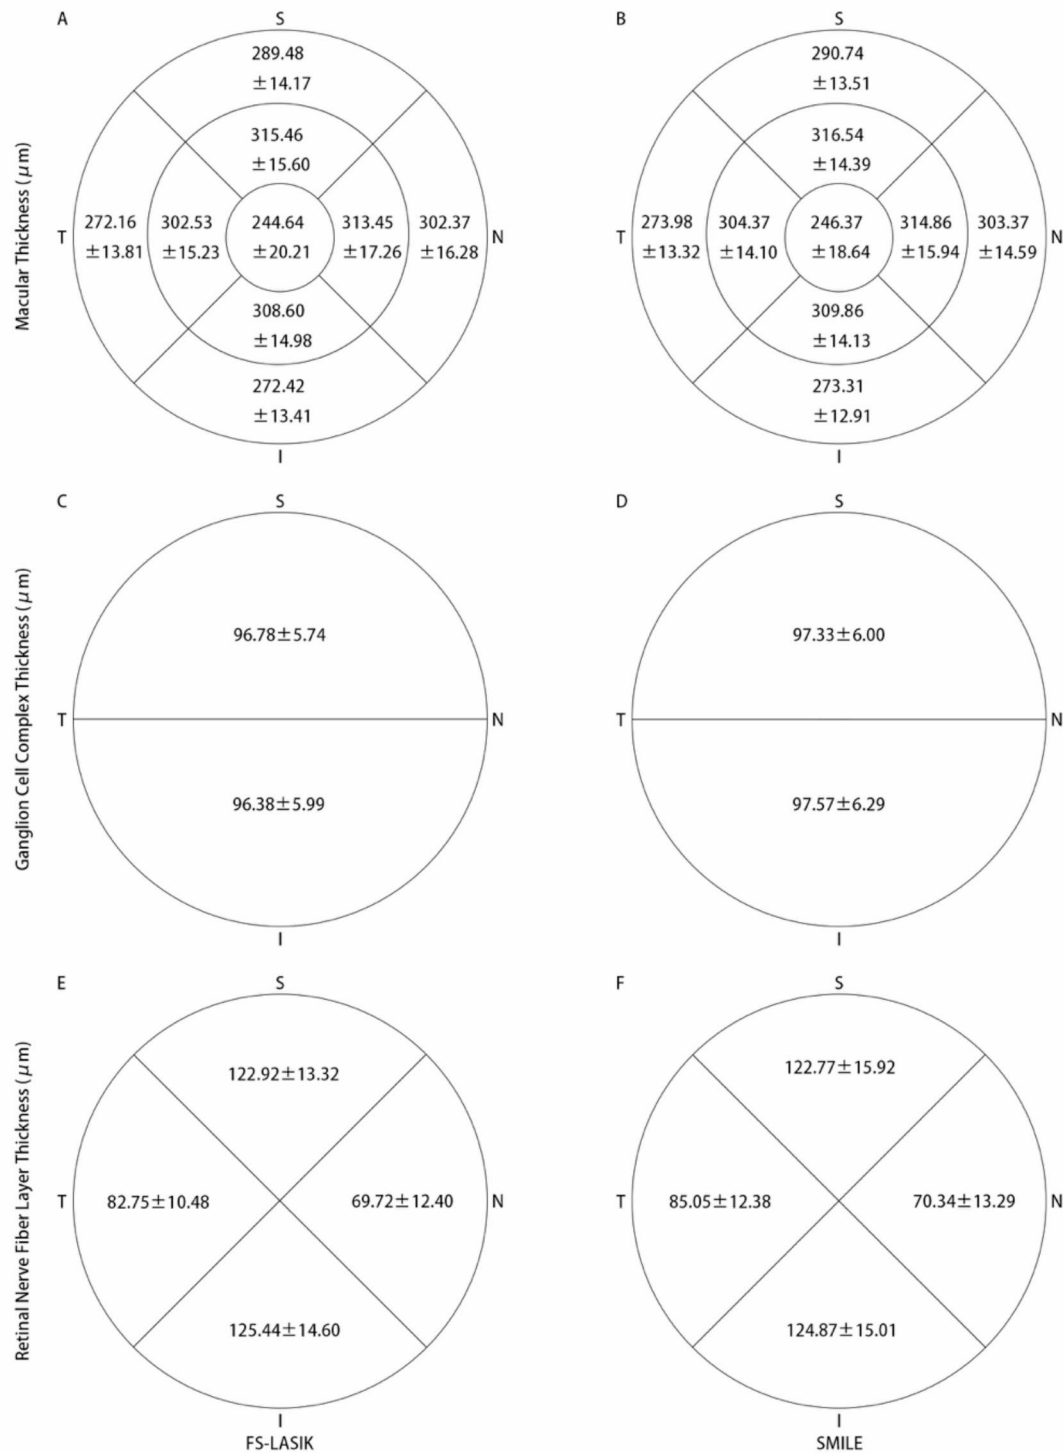 A
S
B
S
Macular Thickness (μm)
289.48
±14.17
290.74
±13.51
315.46
±15.60
316.54
±14.39
T
272.16
±13.81
302.53
±15.23
244.64
±20.21
313.45
±17.26
302.37
±16.28
N
T
273.98
±13.32
304.37
±14.10
246.37
±18.64
314.86
±15.94
303.37
±14.59
N
308.60
±14.98
309.86
±14.13
272.42
±13.41
273.31
±12.91
I
I
C
S
D
S
Ganglion Cell Complex Thickness (μm)
96.78±5.74
97.33±6.00
T
N
T
N
96.38±5.99
97.57±6.29
I
I
E
S
F
S
Retinal Nerve Fiber Layer Thickness (μm)
122.92±13.32
122.77±15.92
T
82.75±10.48
69.72±12.40
N
T
85.05±12.38
70.34±13.29
N
125.44±14.60
124.87±15.01
I
I
FS-LASIK
SMILE